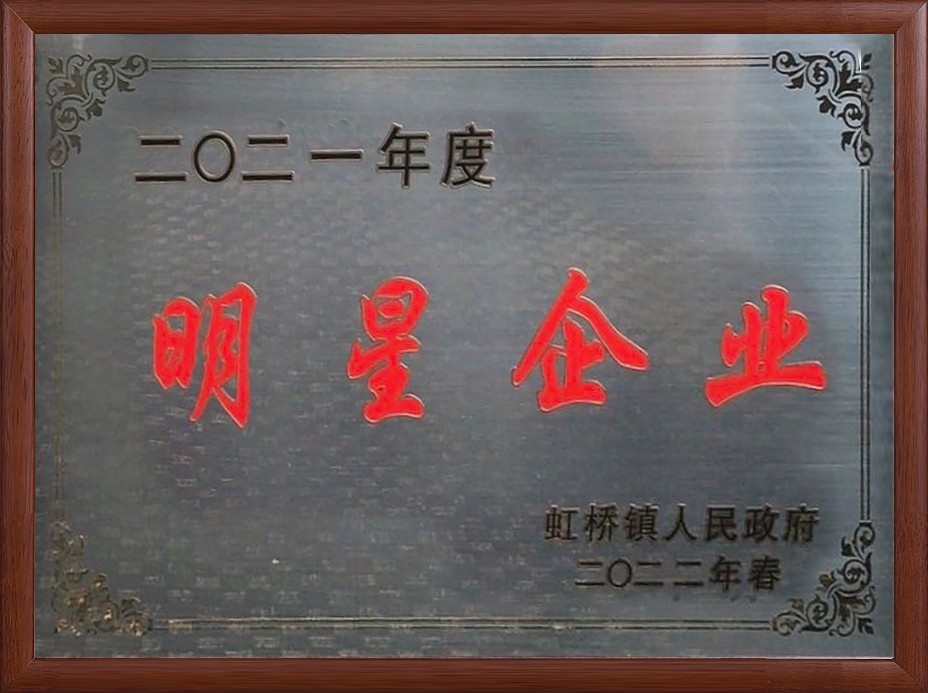 二〇二一年度
明星企业
虹桥镇人民政府
二〇二二年春